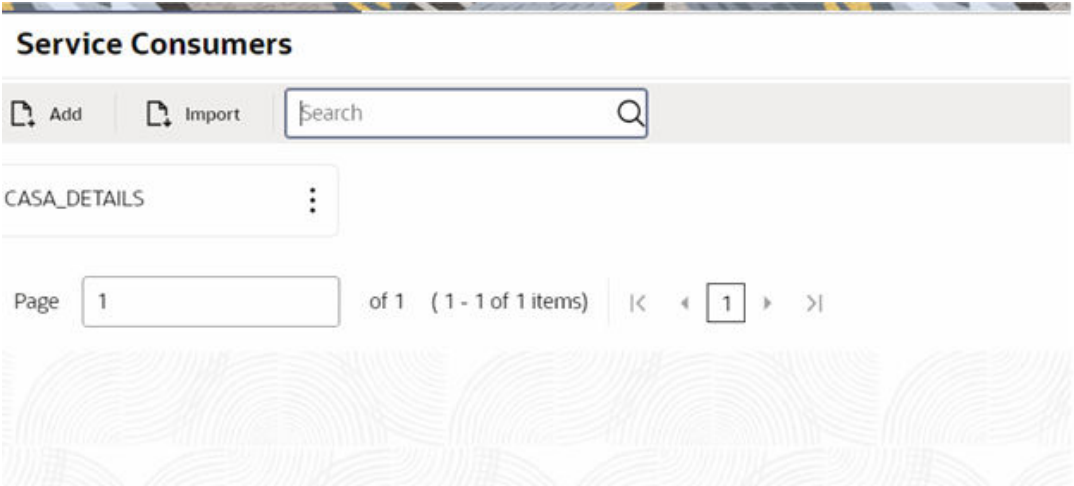 Service Consumers
Add Import Search
CASA_DETAILS
Page 1 of 1 ( 1 - 1 of 1 items) 1